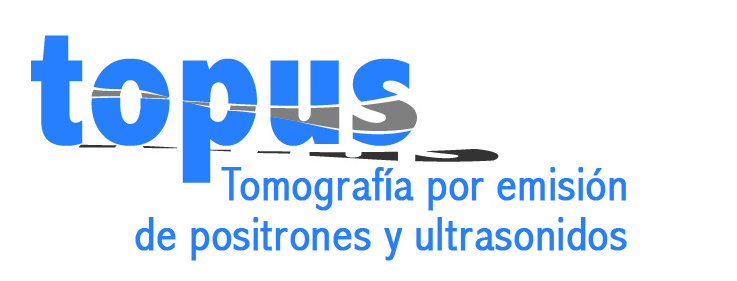 topus
Tomografía por emisión
de positrones y ultrasonidos